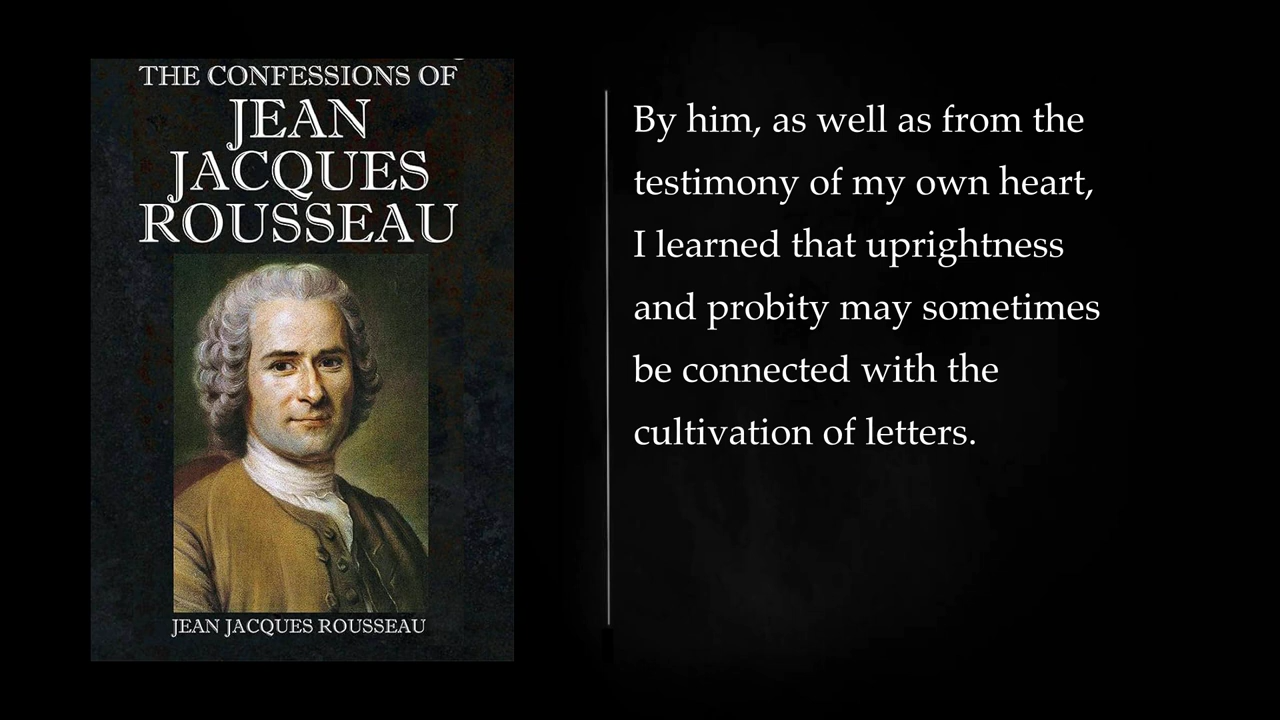 THE CONFESSIONS OF
JEAN
JACQUES
ROUSSEAU
JEAN JACQUES ROUSSEAU
By him, as well as from the
testimony of my own heart,
I learned that uprightness
and probity may sometimes
be connected with the
cultivation of letters.